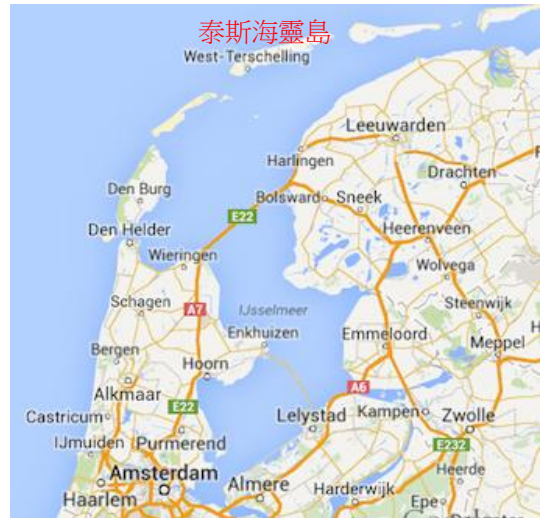 泰斯海靈島
West-Terschelling
Leeuwarden
Harlingen
Drachten
Den Burg
Bolsward
Sneek
E22
Den Helder
Heerenveen
Wieringen
Wolvega
Schagen
A7
IJsselmeer
Steenwijk
Enkhuizen
Emmeloord
Meppel
Bergen
Hoorn
Alkmaar
A6
E22
Castricum
Lelystad
Kampen
Zwolle
IJmuiden
Purmerend
E232
Amsterdam
Heerde
Haarlem
Almere
Harderwijk
Epe